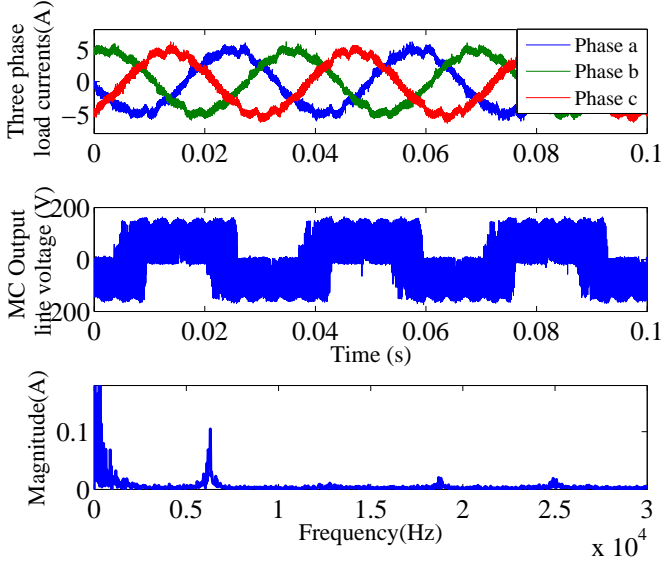 Three phase
load currents(A)
5
0
−5
Phase a
Phase b
Phase c
0
0.02
0.04
0.06
0.08
0.1
MC Output
line voltage (V)
200
0
200
0
0.02
0.04
0.06
0.08
0.1
Time (s)
Magnitude(A)
0.1
0
0
0.5
1
1.5
2
2.5
3
Frequency(Hz)
x 10^4